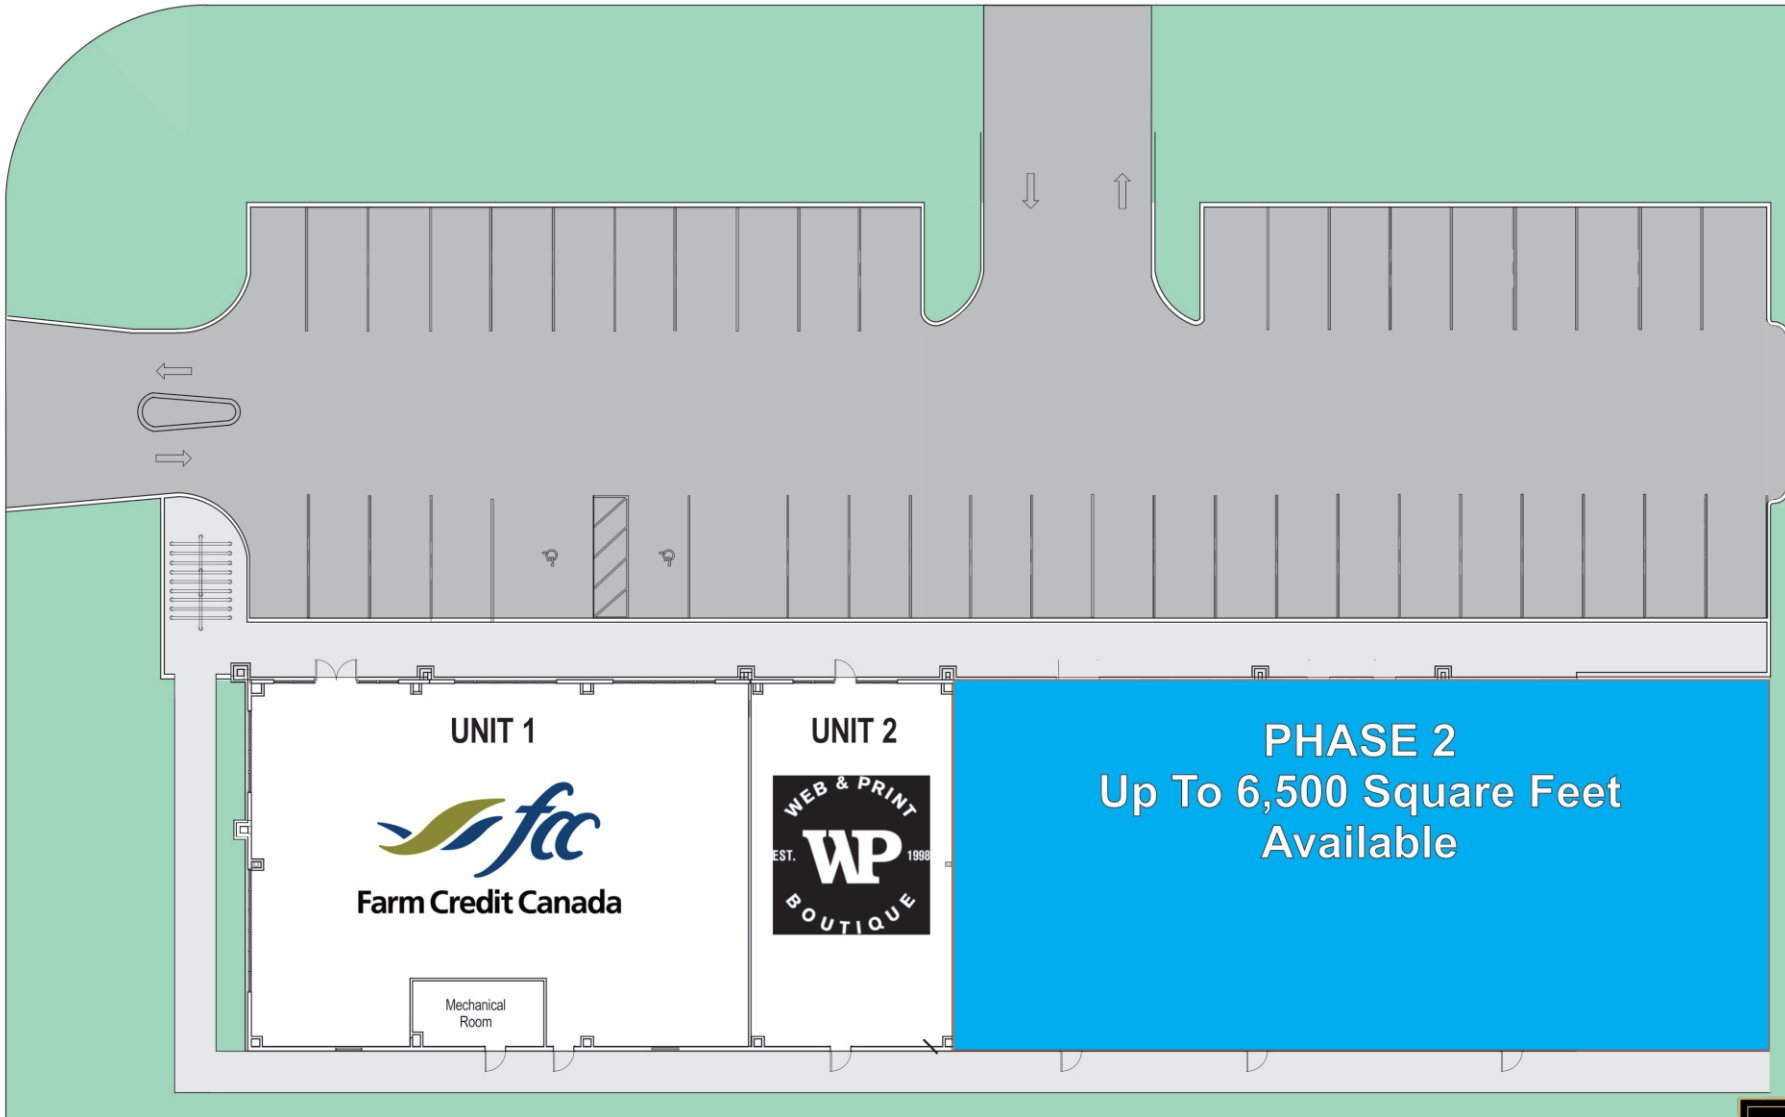 UNIT 1
fcc
Farm Credit Canada
Mechanical
Room
UNIT 2
WEB & PRINT
EST. WP 1998
BOUTIQUE
PHASE 2
Up To 6,500 Square Feet
Available